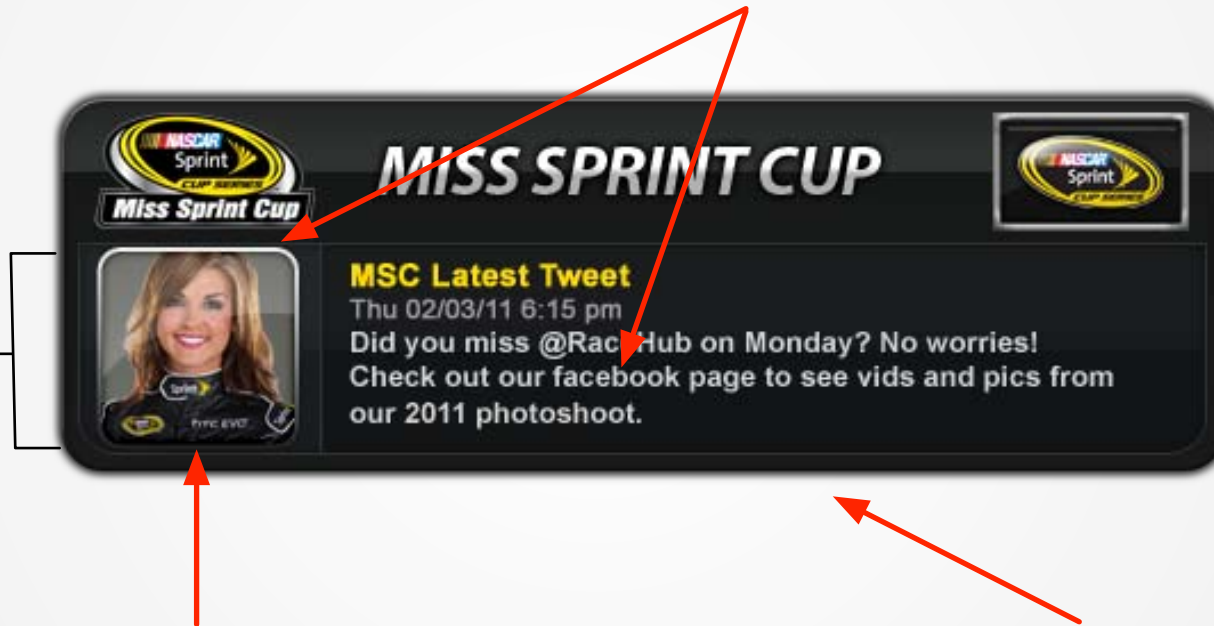 NASCAR
Sprint
CUP SERIES
Miss Sprint Cup
MISS SPRINT CUP
NASCAR
Sprint
CUP SERIES
MSC Latest Tweet
Thu 02/03/11 6:15 pm
Did you miss @RaceHub on Monday? No worries!
Check out our facebook page to see vids and pics from
our 2011 photoshoot.
Sprint
HTC EVO